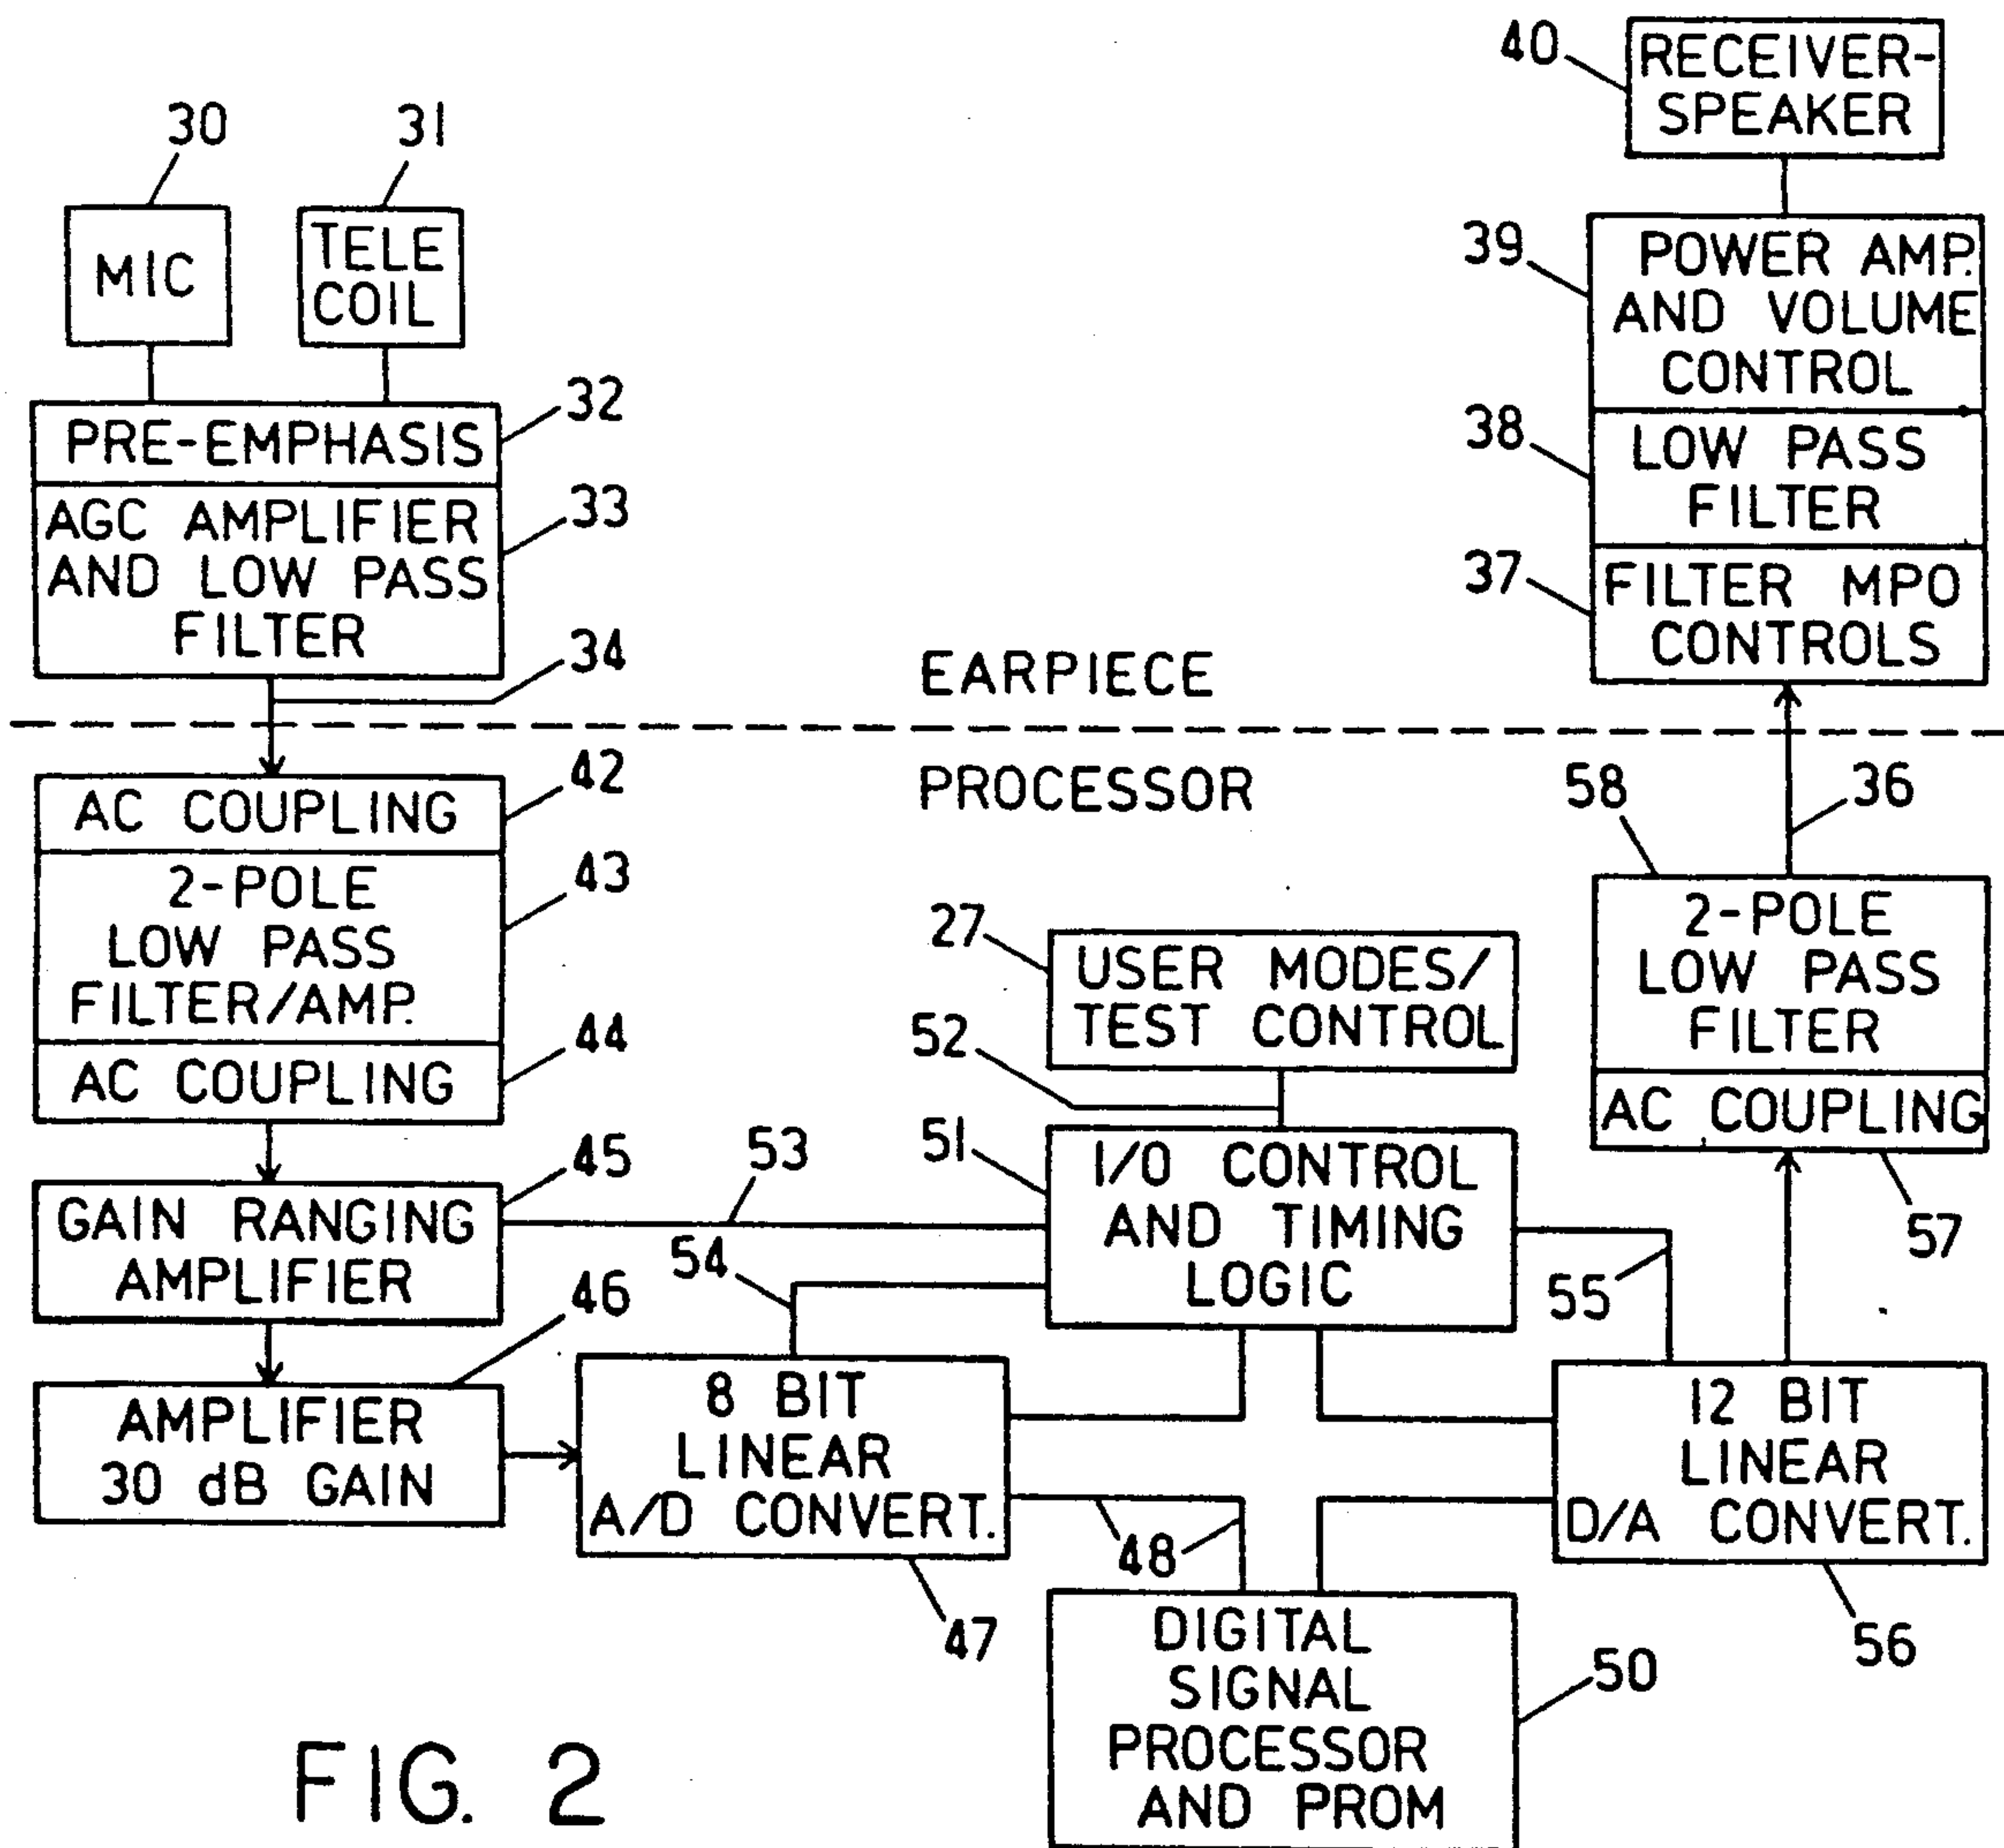 40
RECEIVER-
SPEAKER
30
31
MIC
TELE
COIL
39
POWER AMP.
AND VOLUME
CONTROL
32
PRE-EMPHASIS
38
LOW PASS
FILTER
33
AGC AMPLIFIER
AND LOW PASS
FILTER
37
FILTER MPO
CONTROLS
34
EARPIECE
PROCESSOR
42
AC COUPLING
58
36
43
2-POLE
LOW PASS
FILTER/AMP.
27
USER MODES/
TEST CONTROL
2-POLE
LOW PASS
FILTER
44
AC COUPLING
52
AC COUPLING
57
45
GAIN RANGING
AMPLIFIER
53
51
I/O CONTROL
AND TIMING
LOGIC
54
55
46
AMPLIFIER
30 dB GAIN
8 BIT
LINEAR
A/D CONVERT.
12 BIT
LINEAR
D/A CONVERT.
48
47
56
DIGITAL
SIGNAL
PROCESSOR
AND PROM
50
FIG. 2